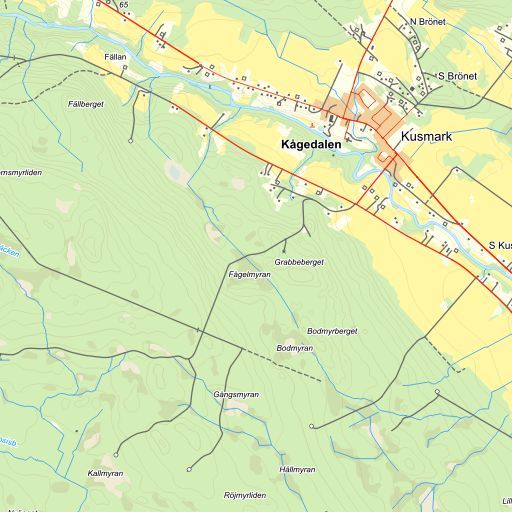 65
N Brönet
Fällan
S Brönet
Fällberget
Kusmark
Kågedalen
S Kus
Grabbeberget
Fågelmyran
Bodmyrberget
Bodmyran
Gångsmyran
Kallmyran
Hällmyran
Röjmyrliden